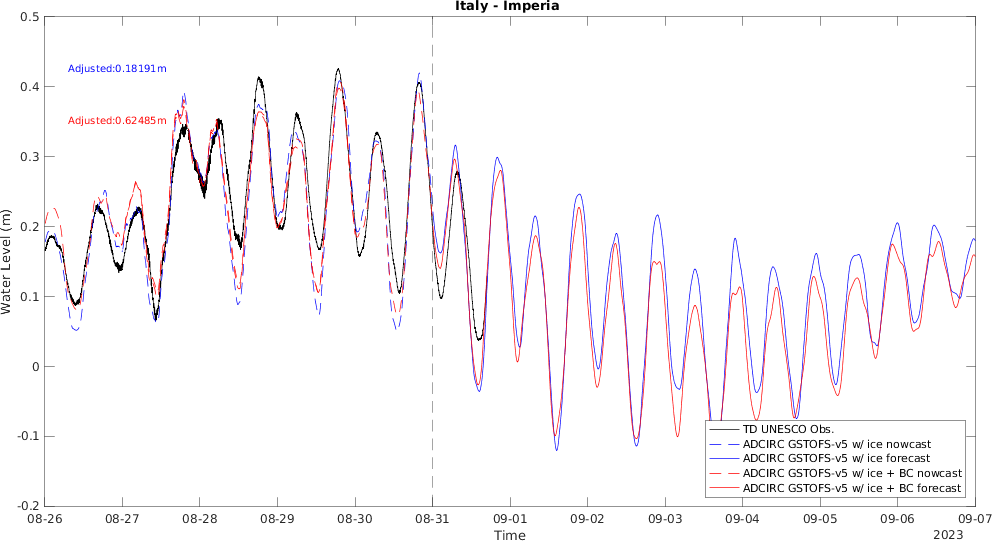 Italy - Imperia
0.5
0.4
0.3
0.2
0.1
0
-0.1
-0.2
Water Level (m)
Adjusted:0.18191m
Adjusted:0.62485m
TD UNESCO Obs.
ADCIRC GSTOFS-v5 w/ ice nowcast
ADCIRC GSTOFS-v5 w/ ice forecast
ADCIRC GSTOFS-v5 w/ ice + BC nowcast
ADCIRC GSTOFS-v5 w/ ice + BC forecast
08-26 08-27 08-28 08-29 08-30 08-31 09-01 09-02 09-03 09-04 09-05 09-06 09-07
Time
2023